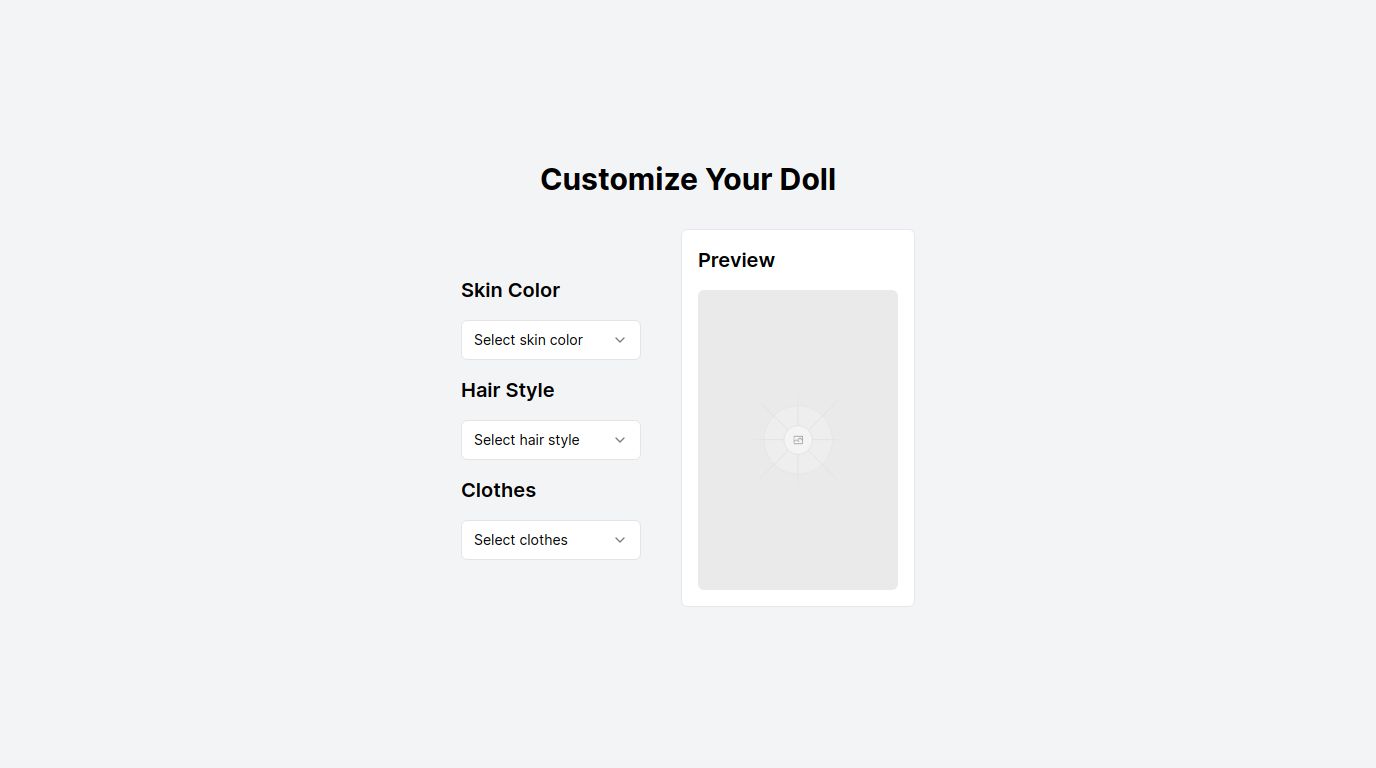 Customize Your Doll
Skin Color
Select skin color
Hair Style
Select hair style
Clothes
Select clothes
Preview